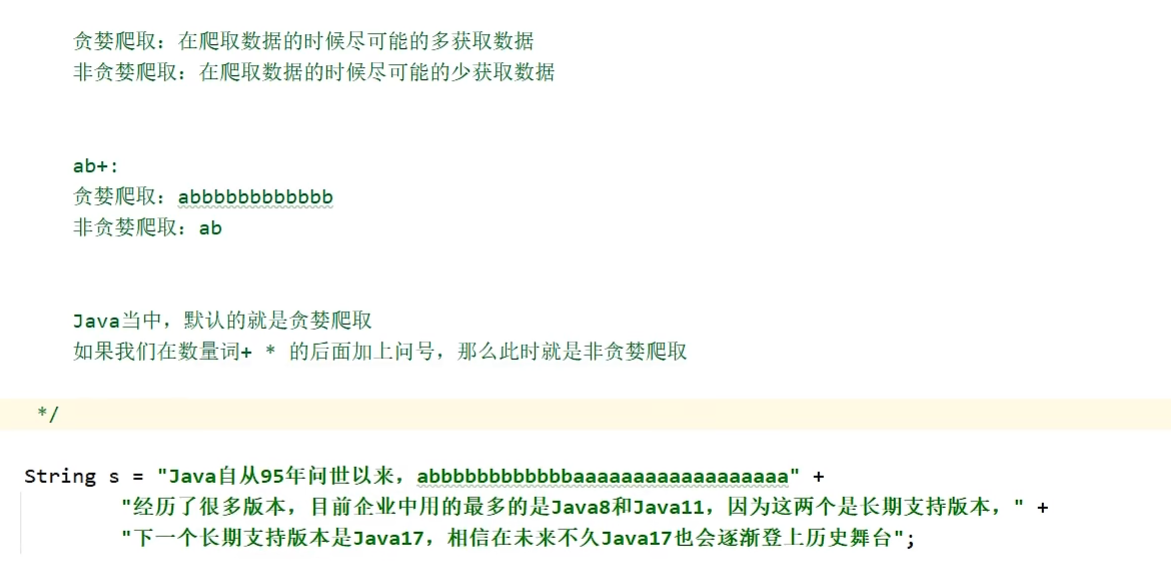 贪婪爬取：在爬取数据的时候尽可能的多获取数据
非贪婪爬取：在爬取数据的时候尽可能的少获取数据
ab+:
贪婪爬取：abbbbbbbbbbbb
非贪婪爬取：ab
Java当中，默认的就是贪婪爬取
如果我们在数量词+ * 的后面加上问号，那么此时就是非贪婪爬取
*/
String s = "Java自从95年问世以来，abbbbbbbbbbbbaaaaaaaaaaaaaaaaaa" +
"经历了很多版本，目前企业中用的最多的是Java8和Java11，因为这两个是长期支持版本，" +
"下一个长期支持版本是Java17，相信在未来不久Java17也会逐渐登上历史舞台";